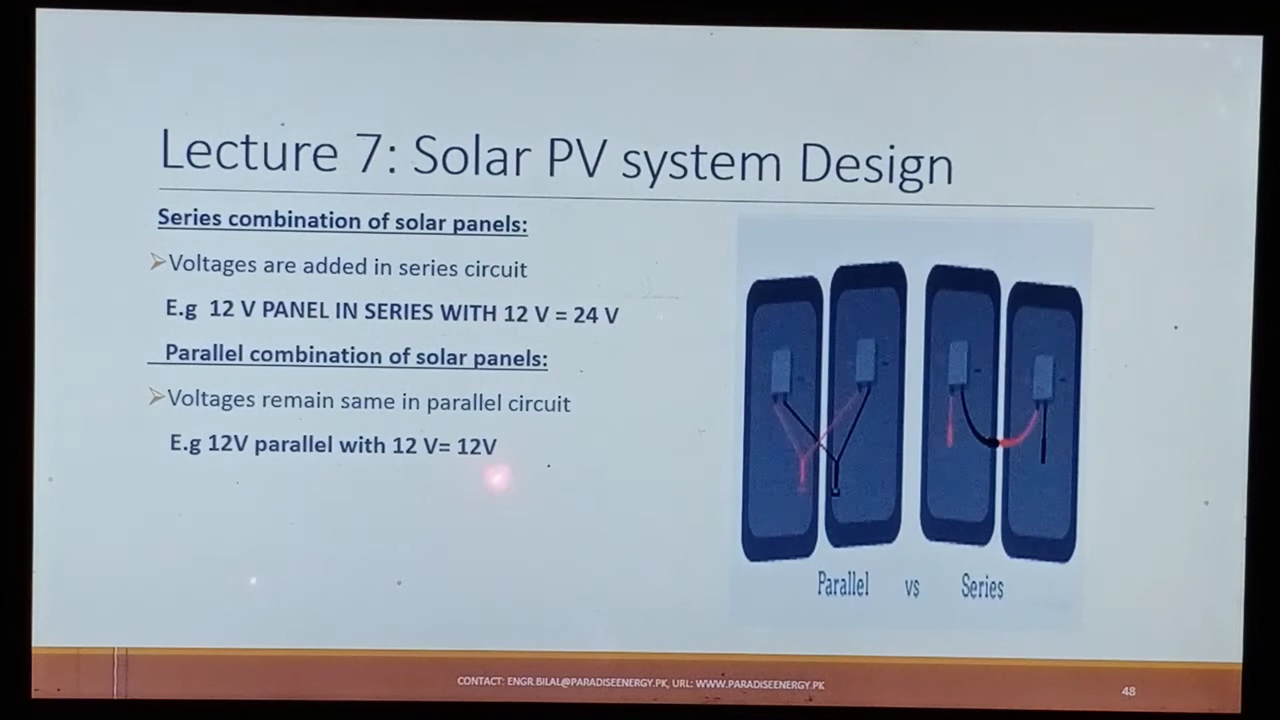 Lecture 7: Solar PV system Design
Series combination of solar panels:
Voltages are added in series circuit
E.g 12 V PANEL IN SERIES WITH 12 V = 24 V
Parallel combination of solar panels:
Voltages remain same in parallel circuit
E.g 12V parallel with 12 V= 12V
Parallel vs Series
CONTACT: ENGR.BILAL@PARADISEENERGY.PK, URL: WWW.PARADISEENERGY.PK
48